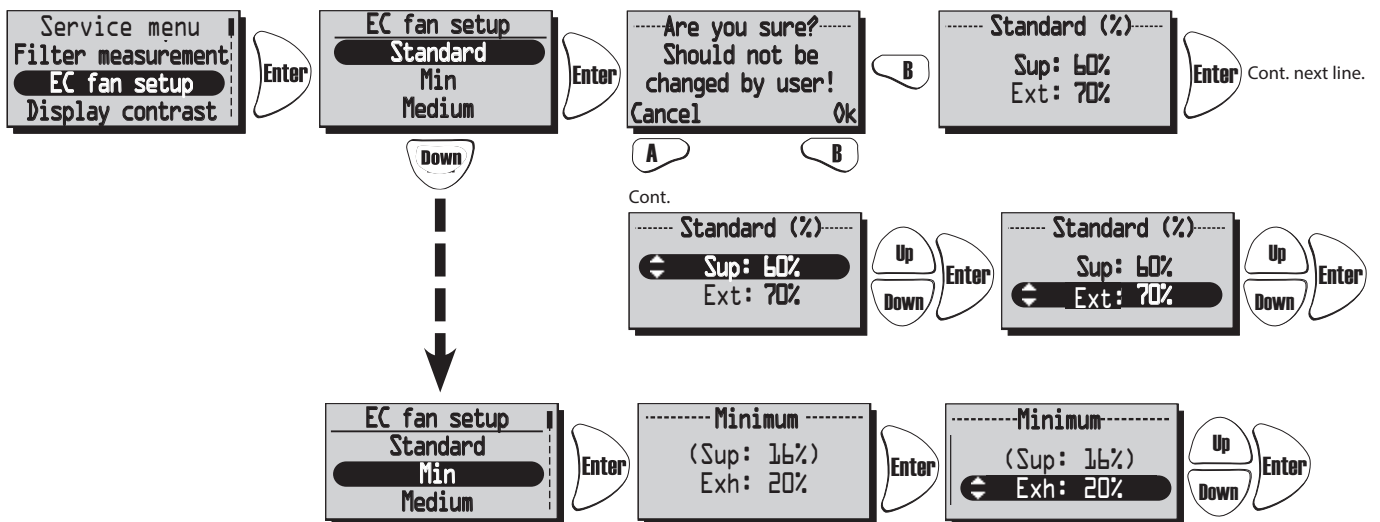 Service menu
Filter measurement
EC fan setup
Display contrast
Enter
EC fan setup
Standard
Min
Medium
Enter
Down
Are you sure?
Should not be
changed by user!
Cancel Ok
A B
B
Standard (%)
Sup: 60%
Ext: 70%
Enter
Cont. next line.
Cont.
Standard (%)
Sup: 60%
Ext: 70%
Up
Down
Enter
Standard (%)
Sup: 60%
Ext: 70%
Up
Down
Enter
EC fan setup
Standard
Min
Medium
Enter
Minimum
(Sup: 16%)
Exh: 20%
Enter
Minimum
(Sup: 16%)
Exh: 20%
Up
Down
Enter